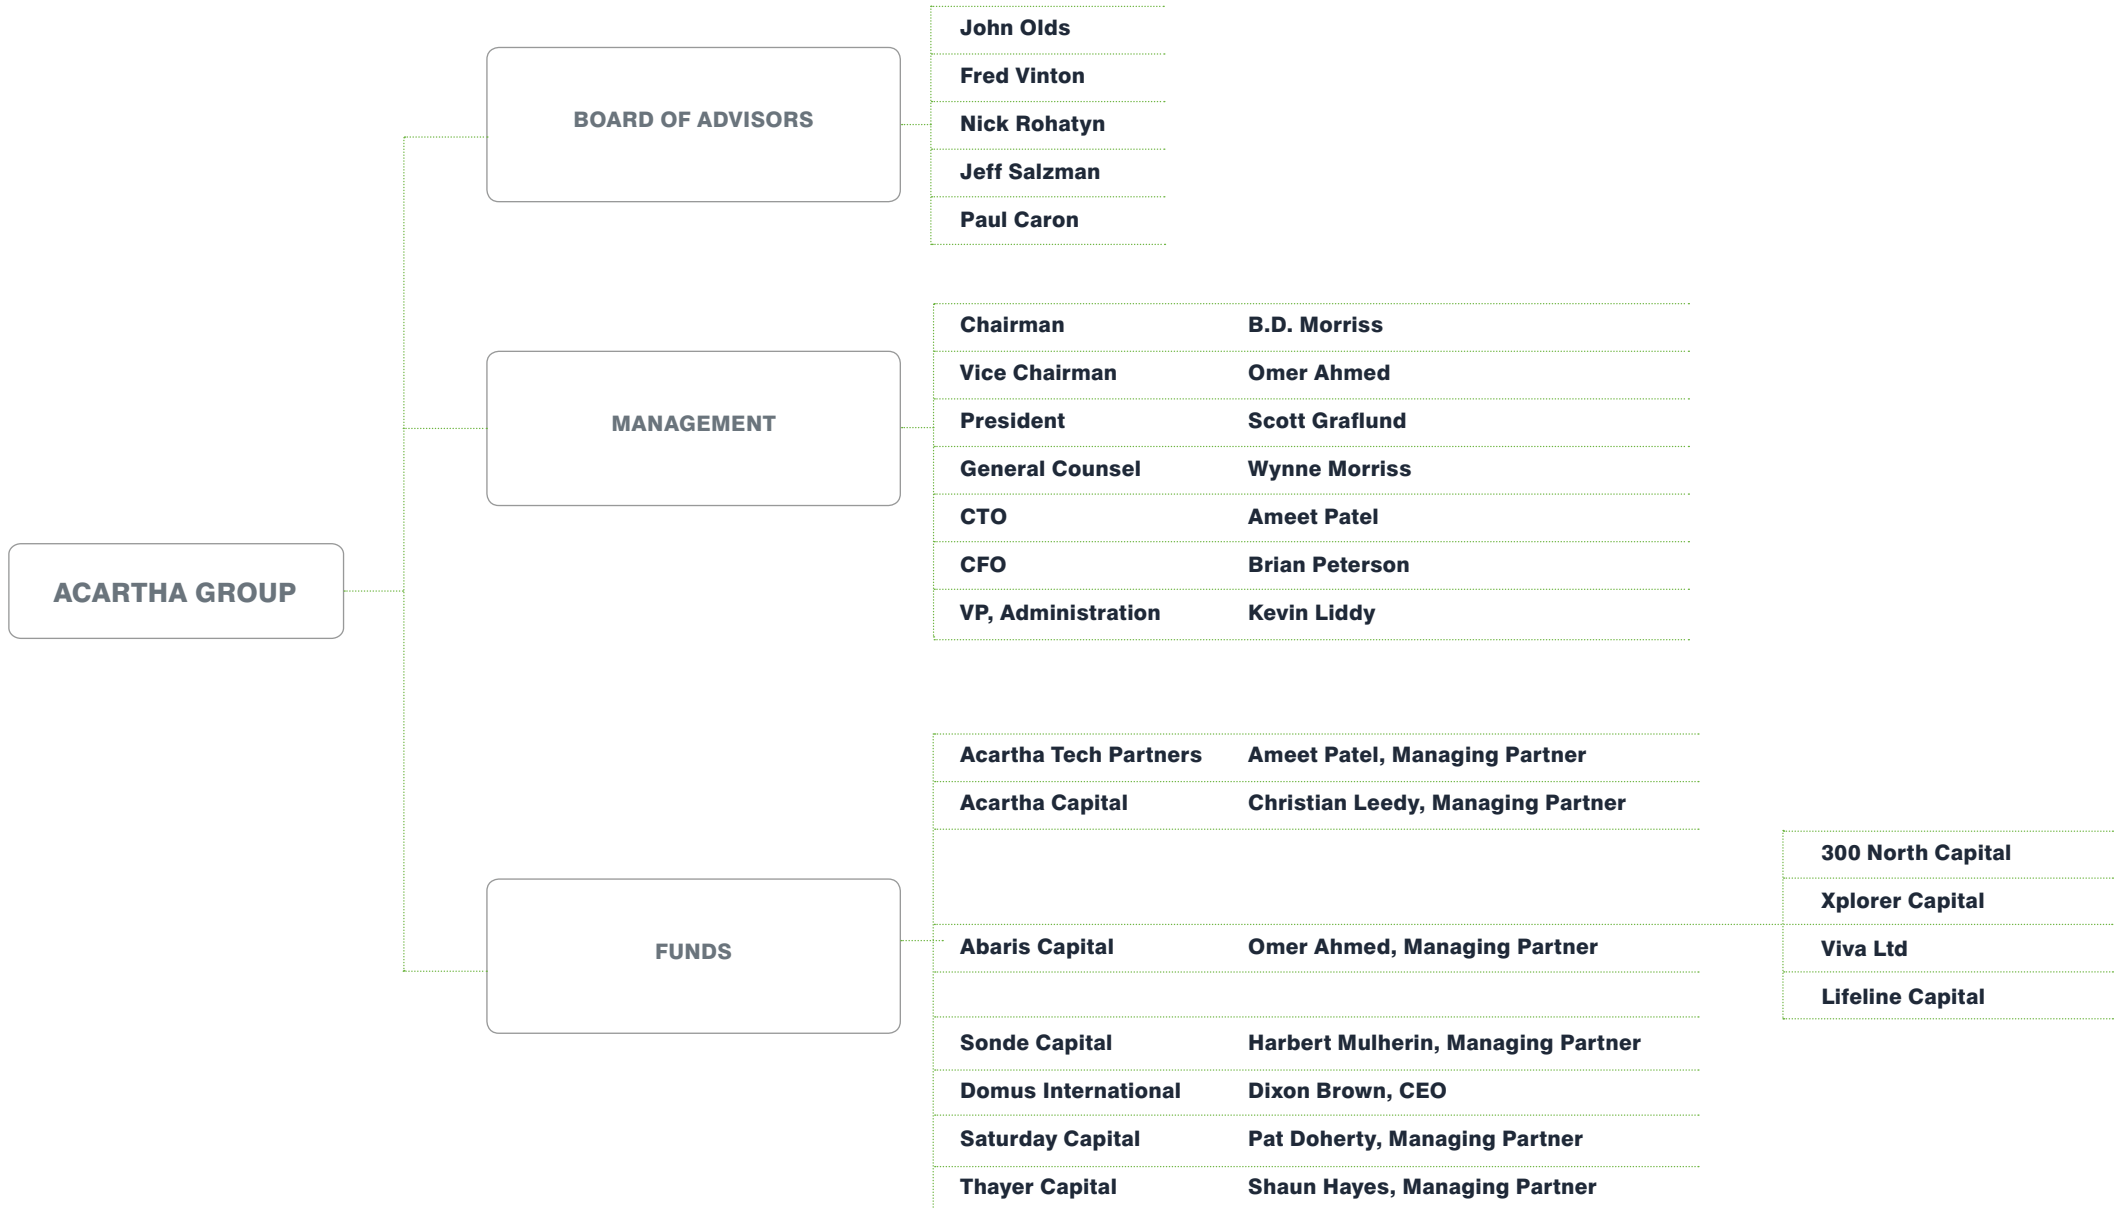 John Olds
Fred Vinton
BOARD OF ADVISORS
Nick Rohatyn
Jeff Salzman
Paul Caron
Chairman B.D. Morriss
Vice Chairman Omer Ahmed
MANAGEMENT
President Scott Graflund
General Counsel Wynne Morriss
CTO Ameet Patel
CFO Brian Peterson
ACARTHA GROUP
VP, Administration Kevin Liddy
Acartha Tech Partners Ameet Patel, Managing Partner
Acartha Capital Christian Leedy, Managing Partner
300 North Capital
Xplorer Capital
FUNDS
Abaris Capital Omer Ahmed, Managing Partner
Viva Ltd
Lifeline Capital
Sonde Capital Harbert Mulherin, Managing Partner
Domus International Dixon Brown, CEO
Saturday Capital Pat Doherty, Managing Partner
Thayer Capital Shaun Hayes, Managing Partner